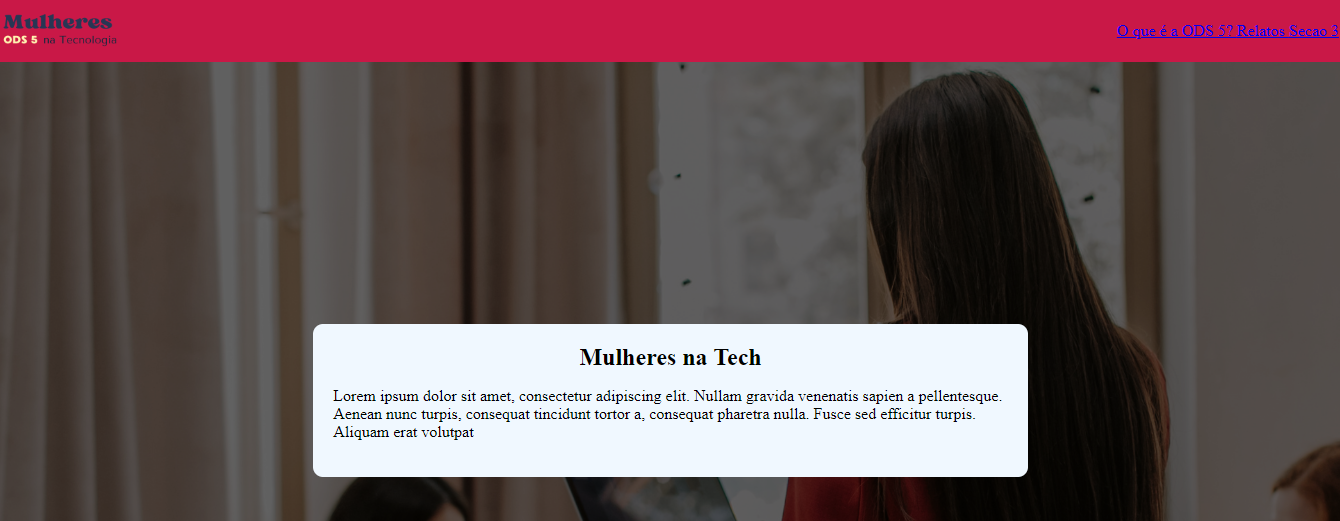 Mulheres
ODS 5 na Tecnologia
O que é a ODS 5? Relatos Secao 3
Mulheres na Tech
Lorem ipsum dolor sit amet, consectetur adipiscing elit. Nullam gravida venenatis sapien a pellentesque.
Aenean nunc turpis, consequat tincidunt tortor a, consequat pharetra nulla. Fusce sed efficitur turpis.
Aliquam erat volutpat